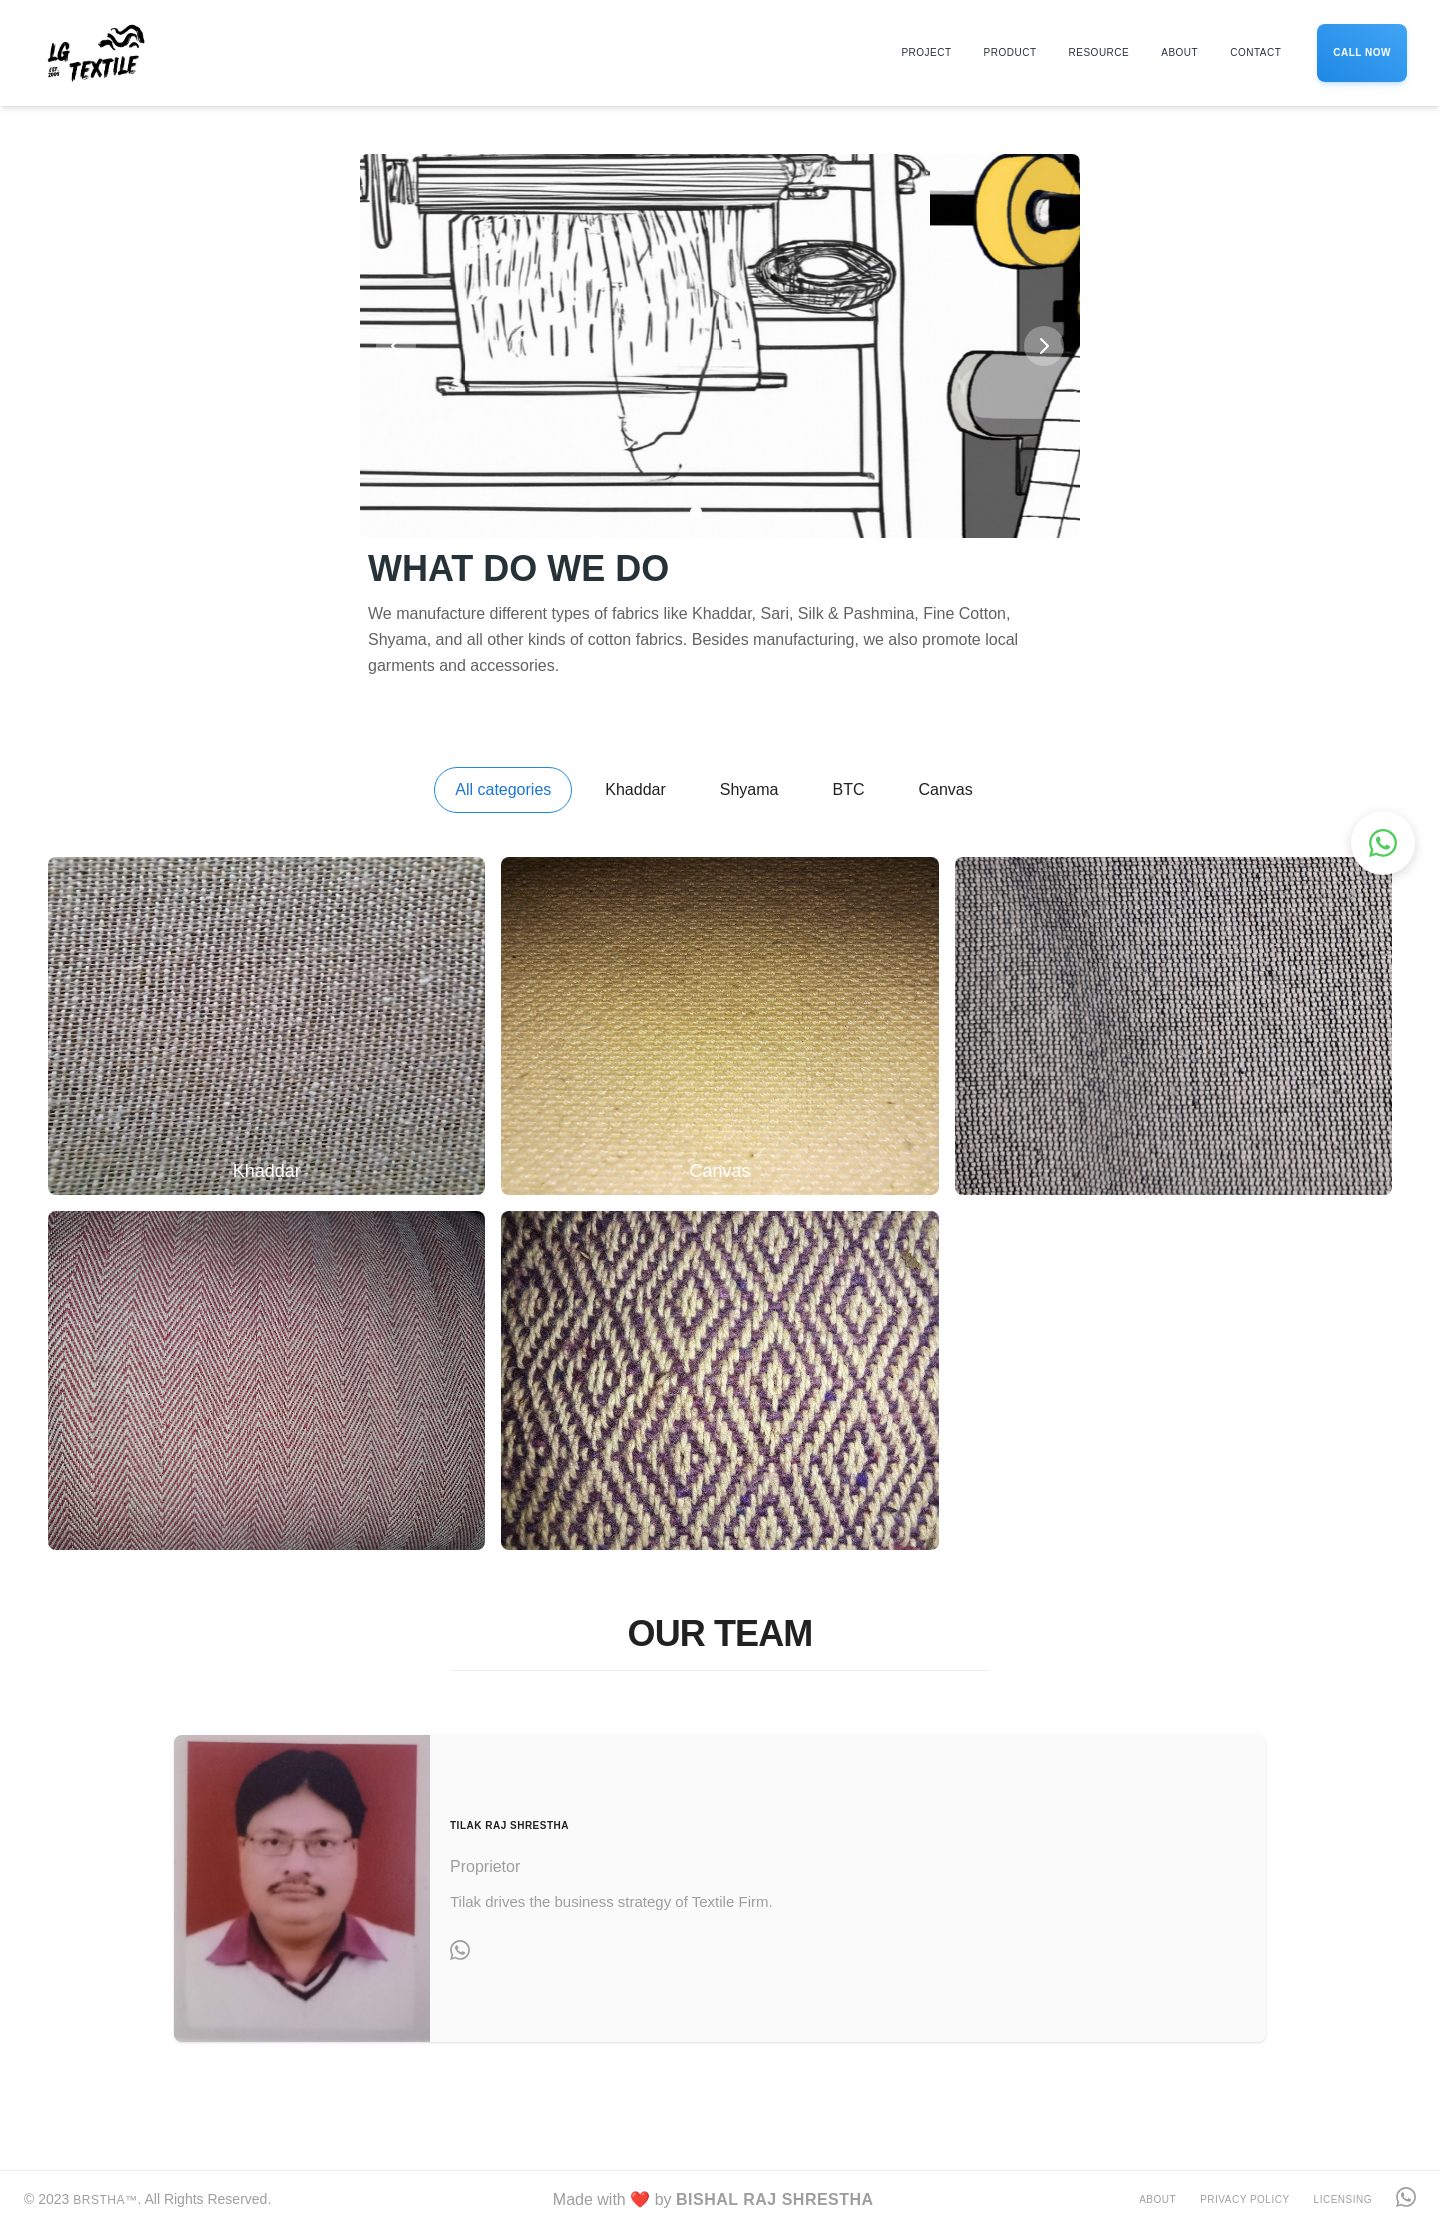 LG
EST.
2005
TEXTILE
PROJECT
PRODUCT
RESOURCE
ABOUT
CONTACT
CALL NOW
WHAT DO WE DO
We manufacture different types of fabrics like Khaddar, Sari, Silk & Pashmina, Fine Cotton,
Shyama, and all other kinds of cotton fabrics. Besides manufacturing, we also promote local
garments and accessories.
All categories
Khaddar
Shyama
BTC
Canvas
Khaddar
Canvas
OUR TEAM
TILAK RAJ SHRESTHA
Proprietor
Tilak drives the business strategy of Textile Firm.
© 2023 BRSTHA™. All Rights Reserved.
Made with ❤️ by BISHAL RAJ SHRESTHA
ABOUT
PRIVACY POLICY
LICENSING